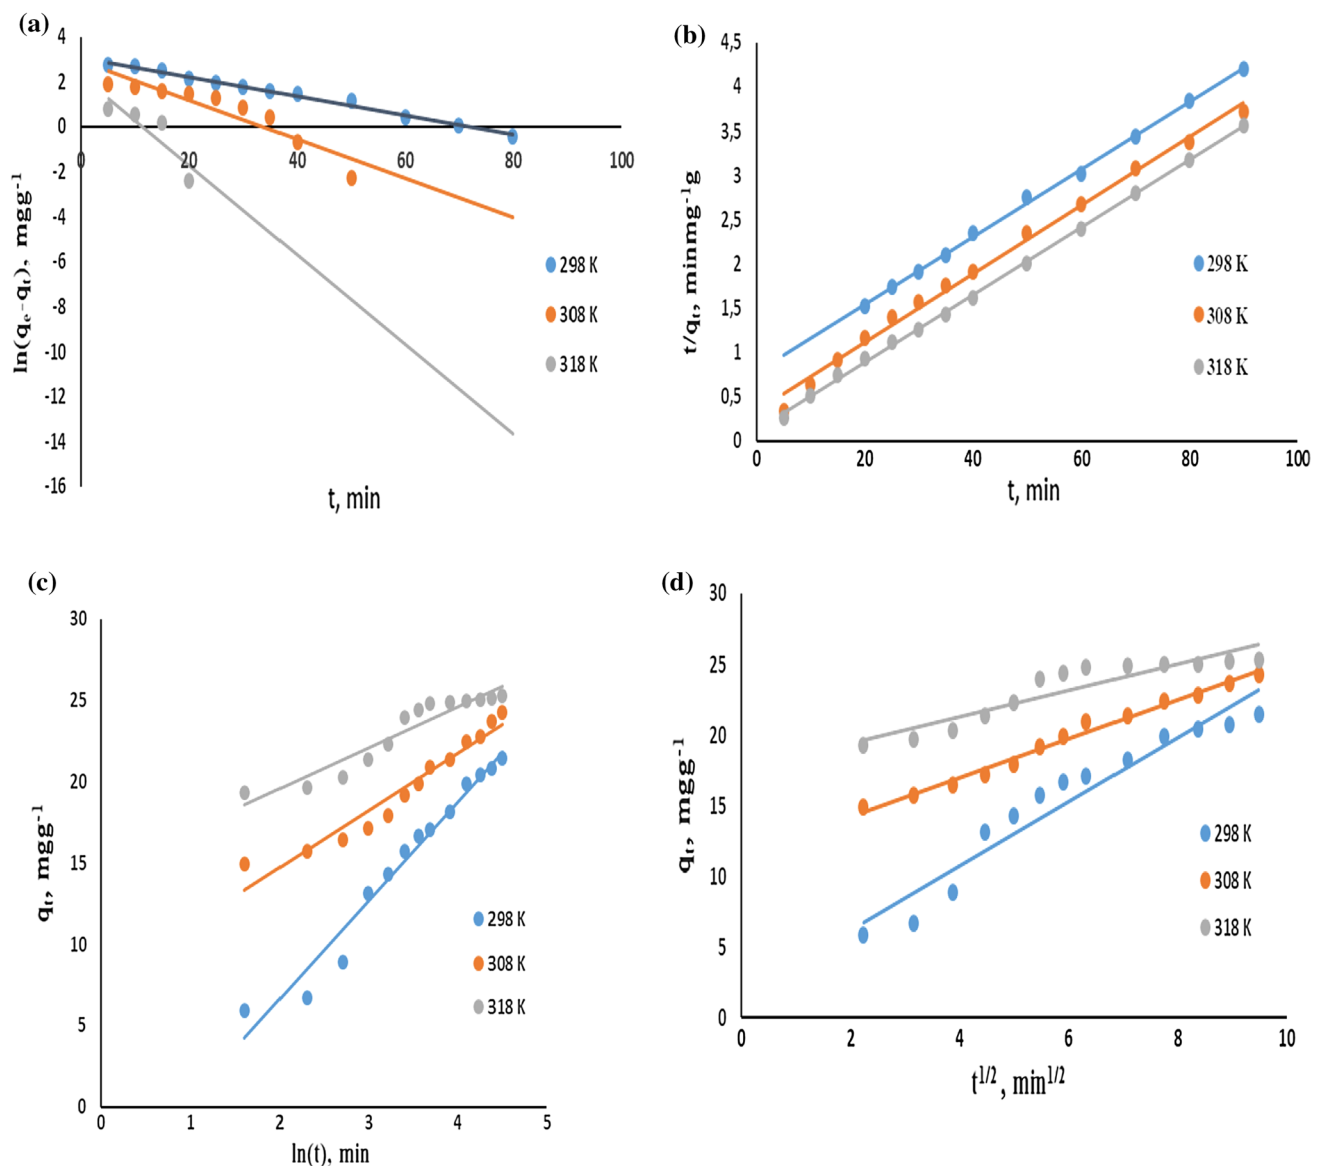 (a)
4
2
0
-2
-4
-6
-8
-10
-12
-14
-16
0 20 40 60 80 100
ln(qe-qt), mgg-1
t, min
298 K
308 K
318 K
(b)
4,5
4
3,5
3
2,5
2
1,5
1
0,5
0
0 20 40 60 80 100
t/qt, minmg-1g
t, min
298 K
308 K
318 K
(c)
30
25
20
15
10
5
0
0 1 2 3 4 5
qt, mgg-1
ln(t), min
298 K
308 K
318 K
(d)
30
25
20
15
10
5
0
0 2 4 6 8 10
qt, mgg-1
t1/2, min1/2
298 K
308 K
318 K